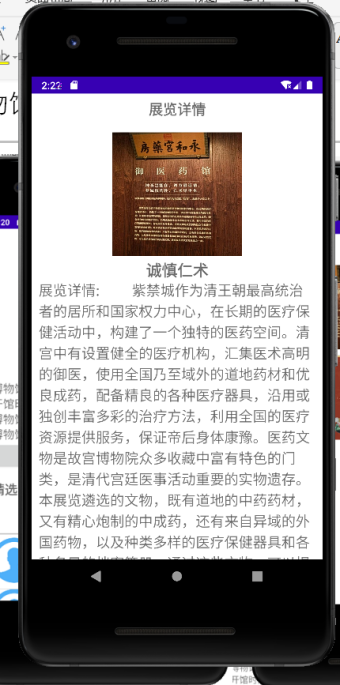 2:22
展览详情
永和宫药房
御医药馆
诚慎仁术
展览详情: 紫禁城作为清王朝最高统治
者的居所和国家权力中心，在长期的医疗保
健活动中，构建了一个独特的医药空间。清
宫中有设置健全的医疗机构，汇集医术高明
的御医，使用全国乃至域外的道地药材和优
良成药，配备精良的各种医疗器具，沿用或
独创丰富多彩的治疗方法，利用全国的医疗
资源提供服务，保证帝后身体康豫。医药文
物是故宫博物院众多收藏中富有特色的门
类，是清代宫廷医事活动重要的实物遗存。
本展览遴选的文物，既有道地的中药药材，
又有精心炮制的中成药，还有来自异域的外
国药物，以及种类多样的医疗保健器具和各